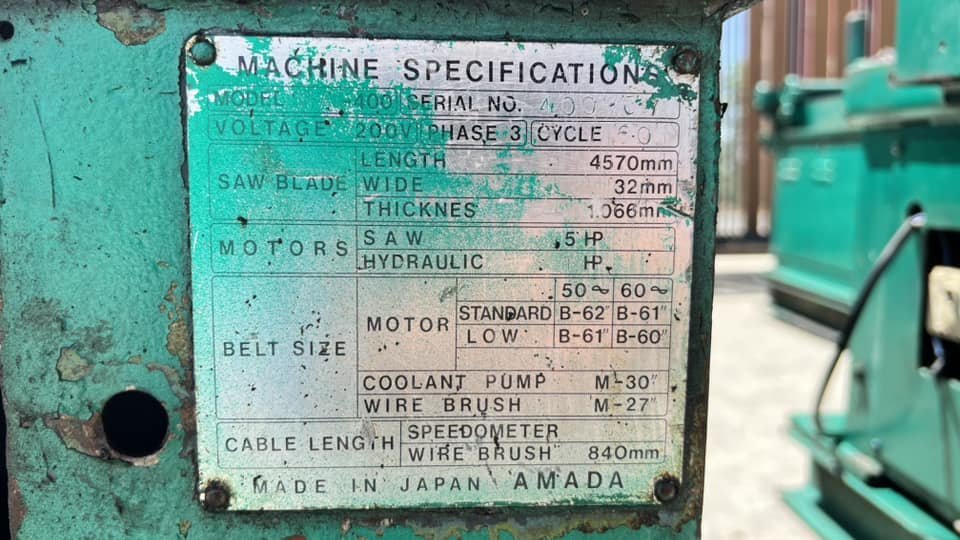 MACHINE SPECIFICATIONS
MODEL 400 SERIAL NO.
VOLTAGE 200V PHASE 3 CYCLE 60
SAW BLADE LENGTH 4570mm
WIDE 32mm
THICKNES 1.066mm
MOTORS SAW 5 HP
HYDRAULIC HP
50~ 60~
BELT SIZE MOTOR STANDARD B-62" B-61"
LOW B-61" B-60"
COOLANT PUMP M-30"
WIRE BRUSH M-27"
CABLE LENGTH SPEEDOMETER
WIRE BRUSH 840mm
MADE IN JAPAN AMADA